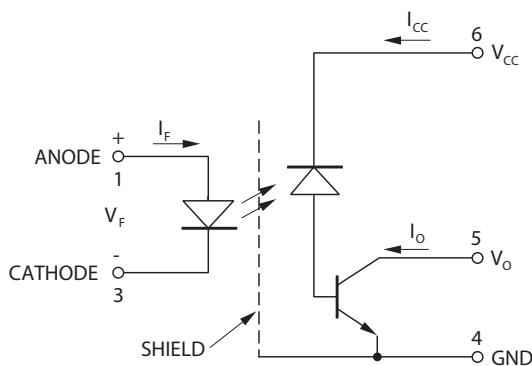 I_CC
6
V_CC
+
I_F
ANODE
1
V_F
-
CATHODE
3
I_O
5
V_O
SHIELD
4
GND